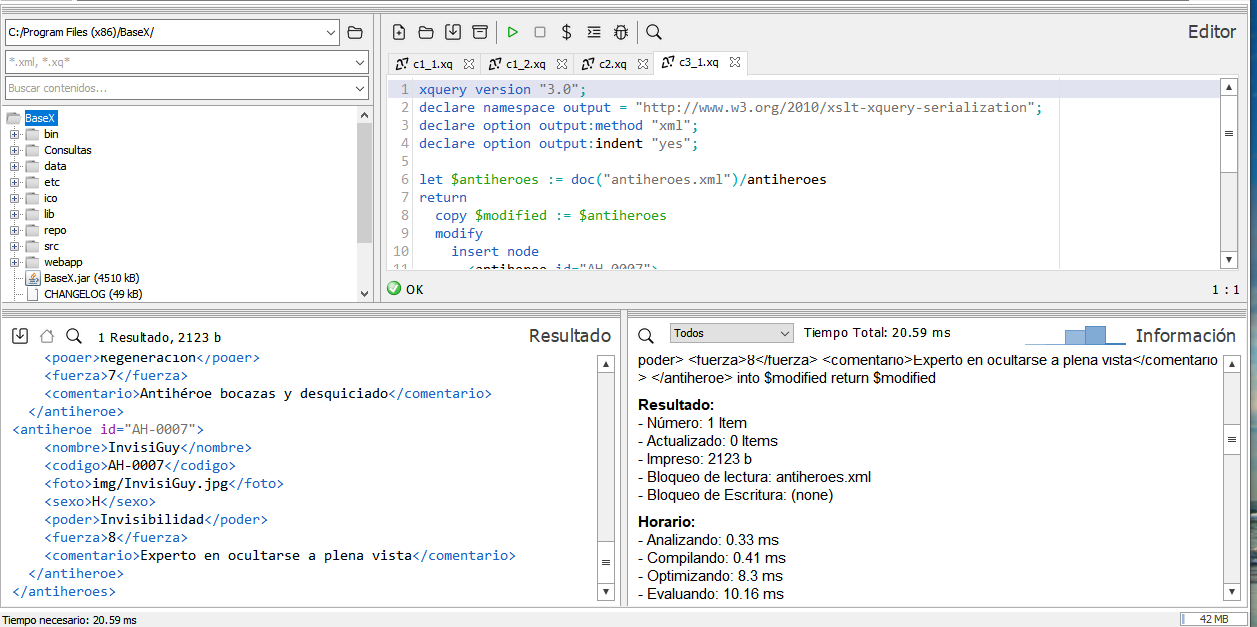 C:/Program Files (x86)/BaseX/
*.xml, *.xq*
Buscar contenidos...
BaseX
bin
Consultas
data
etc
ico
lib
repo
src
webapp
BaseX.jar (4510 kB)
CHANGELOG (49 kB)
Editor
c1_1.xq
c1_2.xq
c2.xq
c3_1.xq
1 xquery version "3.0";
2 declare namespace output = "http://www.w3.org/2010/xslt-xquery-serialization";
3 declare option output:method "xml";
4 declare option output:indent "yes";
5
6 let $antiheroes := doc("antiheroes.xml")/antiheroes
7 return
8 copy $modified := $antiheroes
9 modify
10 insert node
11 <antiheroe id="AH-0007">
OK
1 : 1
1 Resultado, 2123 b
Resultado
<poder>Regeneración</poder>
<fuerza>7</fuerza>
<comentario>Antihéroe bocazas y desquiciado</comentario>
</antiheroe>
<antiheroe id="AH-0007">
<nombre>InvisiGuy</nombre>
<codigo>AH-0007</codigo>
<foto>img/InvisiGuy.jpg</foto>
<sexo>H</sexo>
<poder>Invisibilidad</poder>
<fuerza>8</fuerza>
<comentario>Experto en ocultarse a plena vista</comentario>
</antiheroe>
</antiheroes>
Todos
Tiempo Total: 20.59 ms
Información
poder> <fuerza>8</fuerza> <comentario>Experto en ocultarse a plena vista</comentario
> </antiheroe> into $modified return $modified
Resultado:
- Número: 1 Item
- Actualizado: 0 Items
- Impreso: 2123 b
- Bloqueo de lectura: antiheroes.xml
- Bloqueo de Escritura: (none)
Horario:
- Analizando: 0.33 ms
- Compilando: 0.41 ms
- Optimizando: 8.3 ms
- Evaluando: 10.16 ms
Tiempo necesario: 20.59 ms
42 MB